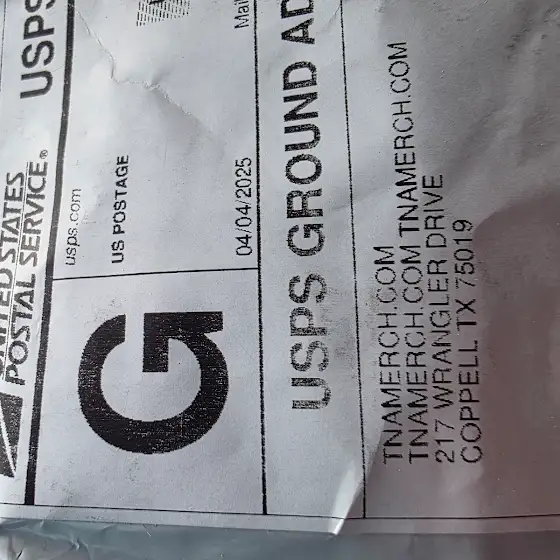 STATES
POSTAL SERVICE®
USPS
G
usps.com
US POSTAGE
04/04/2025
USPS GROUND AD
TNAMERCH.COM
TNAMERCH.COM TNAMERCH.COM
217 WRANGLER DRIVE
COPPELL TX 75019